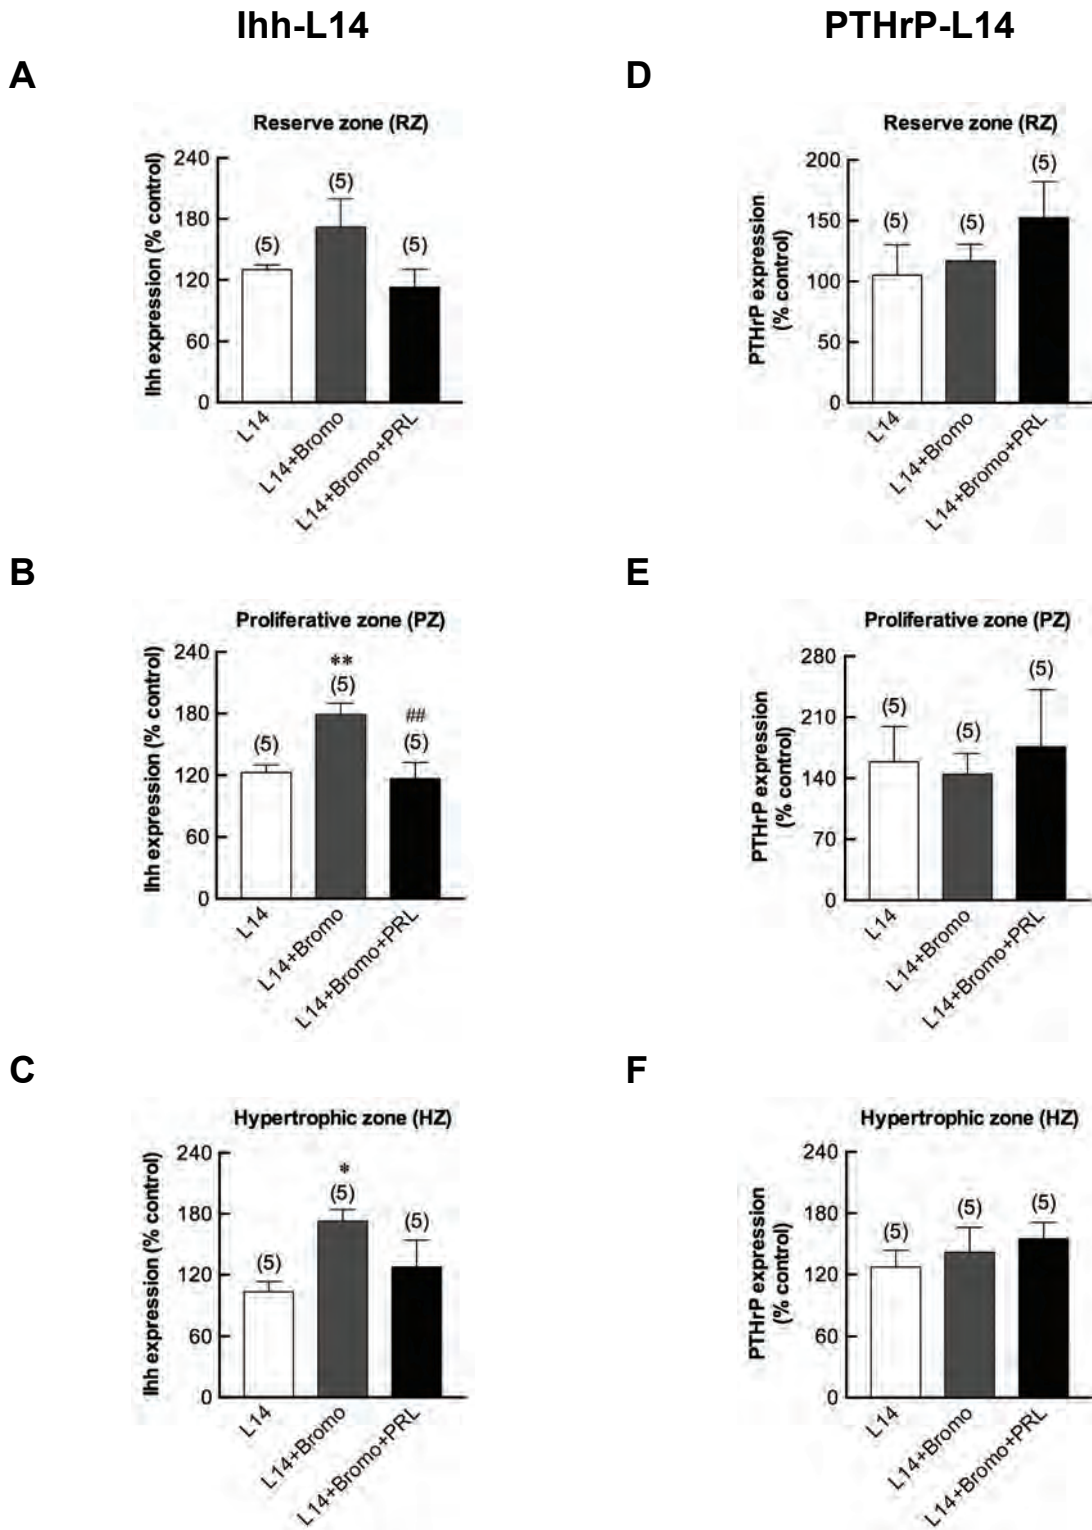 Ihh-L14
A
Reserve zone (RZ)
Ihh expression (% control)
240
180
120
60
0
(5)
(5)
(5)
L14
L14+Bromo
L14+Bromo+PRL
B
Proliferative zone (PZ)
Ihh expression (% control)
240
180
120
60
0
(5)
**
(5)
##
(5)
L14
L14+Bromo
L14+Bromo+PRL
C
Hypertrophic zone (HZ)
Ihh expression (% control)
240
180
120
60
0
(5)
*
(5)
(5)
L14
L14+Bromo
L14+Bromo+PRL
PTHrP-L14
D
Reserve zone (RZ)
PTHrP expression
(% control)
200
150
100
50
0
(5)
(5)
(5)
L14
L14+Bromo
L14+Bromo+PRL
E
Proliferative zone (PZ)
PTHrP expression
(% control)
280
210
140
70
0
(5)
(5)
(5)
L14
L14+Bromo
L14+Bromo+PRL
F
Hypertrophic zone (HZ)
PTHrP expression
(% control)
240
180
120
60
0
(5)
(5)
(5)
L14
L14+Bromo
L14+Bromo+PRL